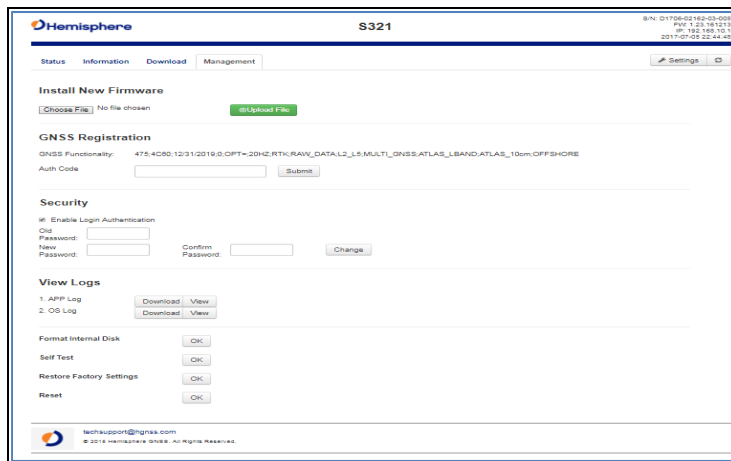 Hemisphere
S321
S/N: D1706-02162-03-009
FW: 1.23.161213
IP: 192.168.10.1
2017-07-05 22:44:45
Status Information Download Management
Settings
Install New Firmware
Choose File No file chosen
Upload File
GNSS Registration
GNSS Functionality: 475;4C80;12/31/2019;0;OPT=;20HZ;RTK;RAW_DATA;L2_L5;MULTI_GNSS;ATLAS_LBAND;ATLAS_10cm;OFFSHORE
Auth Code Submit
Security
Enable Login Authentication
Old Password:
New Password: Confirm Password: Change
View Logs
1. APP Log Download View
2. OS Log Download View
Format Internal Disk OK
Self Test OK
Restore Factory Settings OK
Reset OK
techsupport@hgnss.com
© 2016 Hemisphere GNSS. All Rights Reserved.